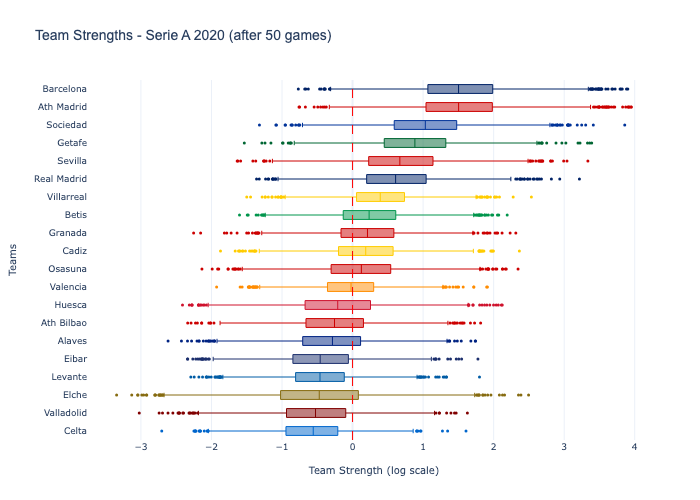 Team Strengths - Serie A 2020 (after 50 games)
Barcelona
Ath Madrid
Sociedad
Getafe
Sevilla
Real Madrid
Villarreal
Betis
Granada
Cadiz
Osasuna
Valencia
Huesca
Ath Bilbao
Alaves
Eibar
Levante
Elche
Valladolid
Celta
Teams
−3 −2 −1 0 1 2 3 4
Team Strength (log scale)